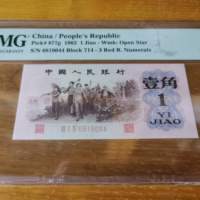 PMG
China / People's Republic
Pick# 877g 1962 1 Jiao - Wmk: Open Star
S/N 6810044 Block 714 - 3 Red R. Numerals
中国人民银行
壹角
1
YI
JIAO